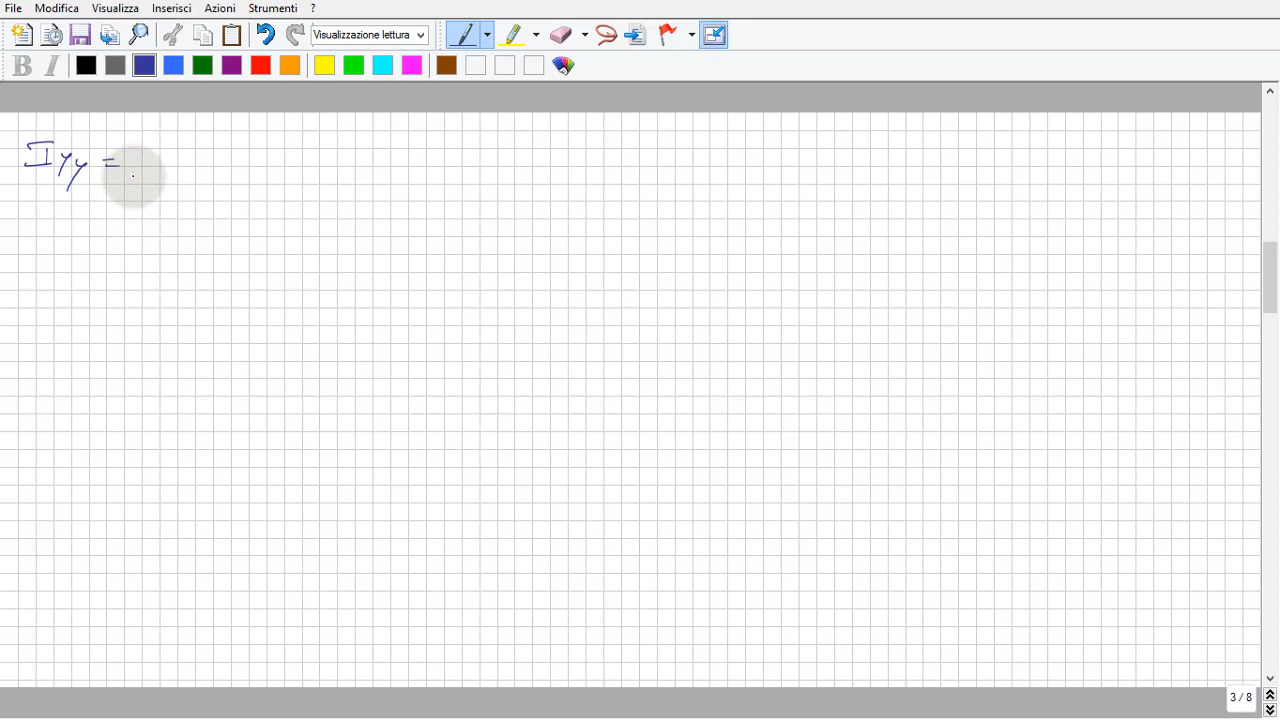 File Modifica Visualizza Inserisci Azioni Strumenti ?
Visualizzazione lettura
B I
Iyy =
3 / 8